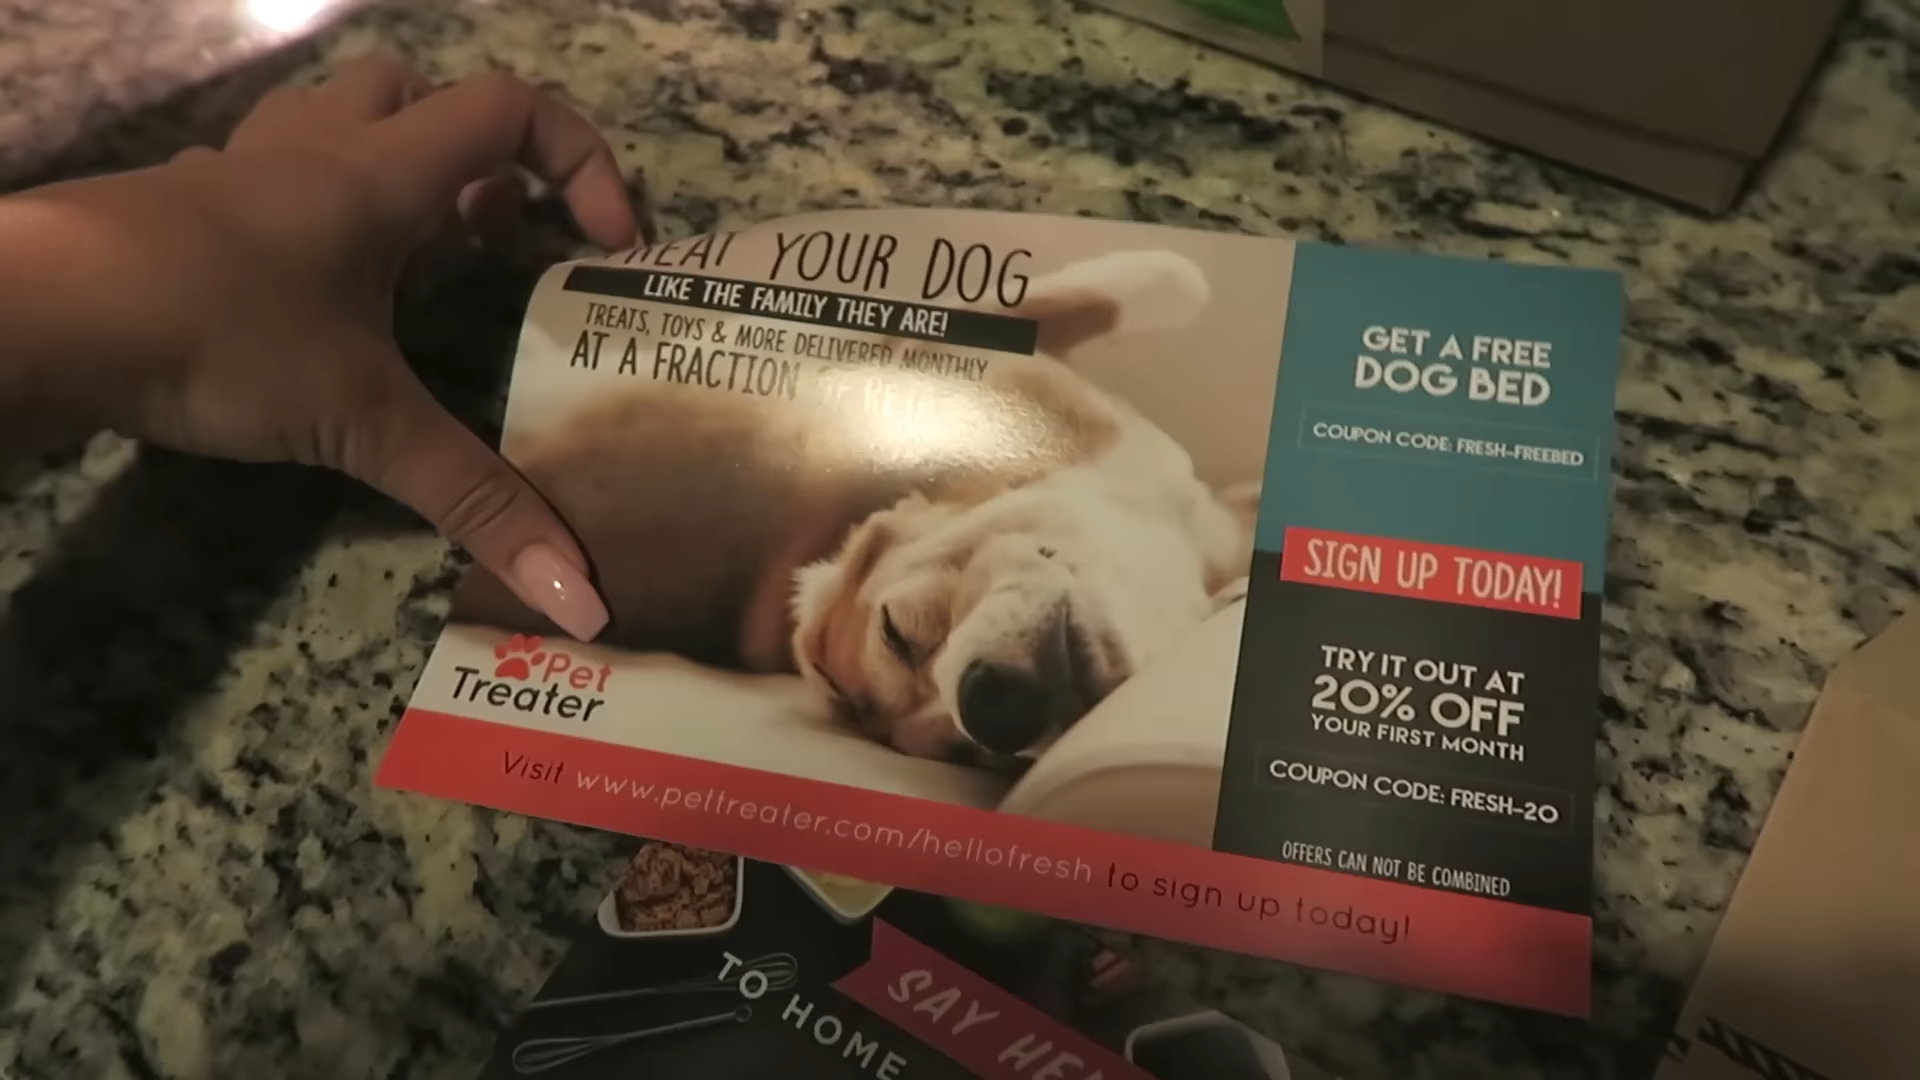 YOUR DOG
LIKE THE FAMILY THEY ARE!
TREATS, TOYS & MORE DELIVERED MONTHLY
AT A FRACTION OF
GET A FREE
DOG BED
COUPON CODE: FRESH-FREEBED
SIGN UP TODAY!
TRY IT OUT AT
20% OFF
YOUR FIRST MONTH
COUPON CODE: FRESH-20
OFFERS CAN NOT BE COMBINED
Pet
Treater
Visit www.pettreater.com/hellofresh to sign up today!
TO HOME
SAY